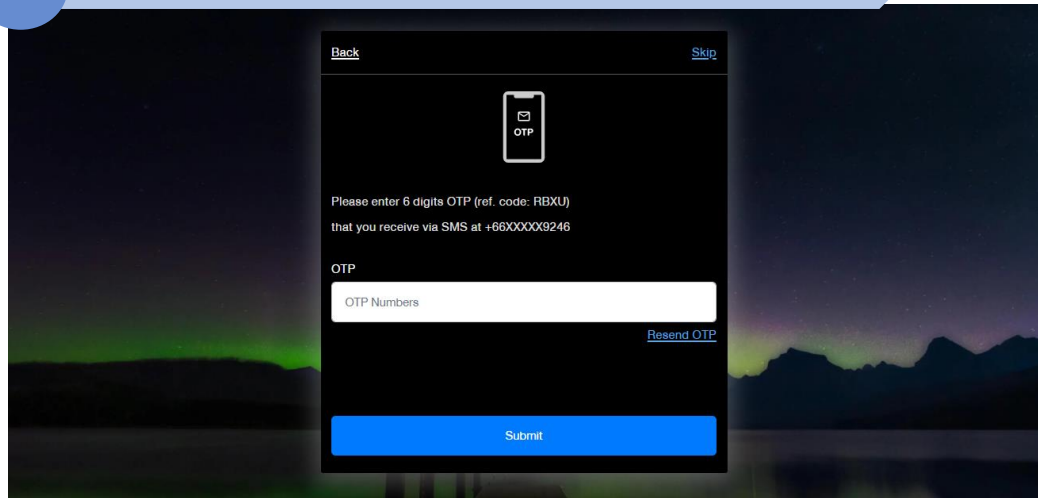 Back
Skip
OTP
Please enter 6 digits OTP (ref. code: RBXU)
that you receive via SMS at +66XXXXX9246
OTP
OTP Numbers
Resend OTP
Submit